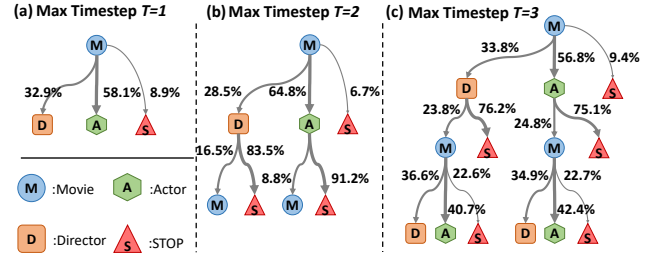 (a) Max Timestep T=1
M
32.9% 58.1% 8.9%
D A S
M :Movie A :Actor
D :Director S :STOP
(b) Max Timestep T=2
M
28.5% 64.8% 6.7%
D A S
16.5% 83.5% 8.8% 91.2%
M S M S
(c) Max Timestep T=3
M
33.8% 56.8% 9.4%
D A S
23.8% 76.2% 24.8% 75.1%
M S M S
36.6% 22.6% 34.9% 22.7%
40.7% 42.4%
D A S D A S